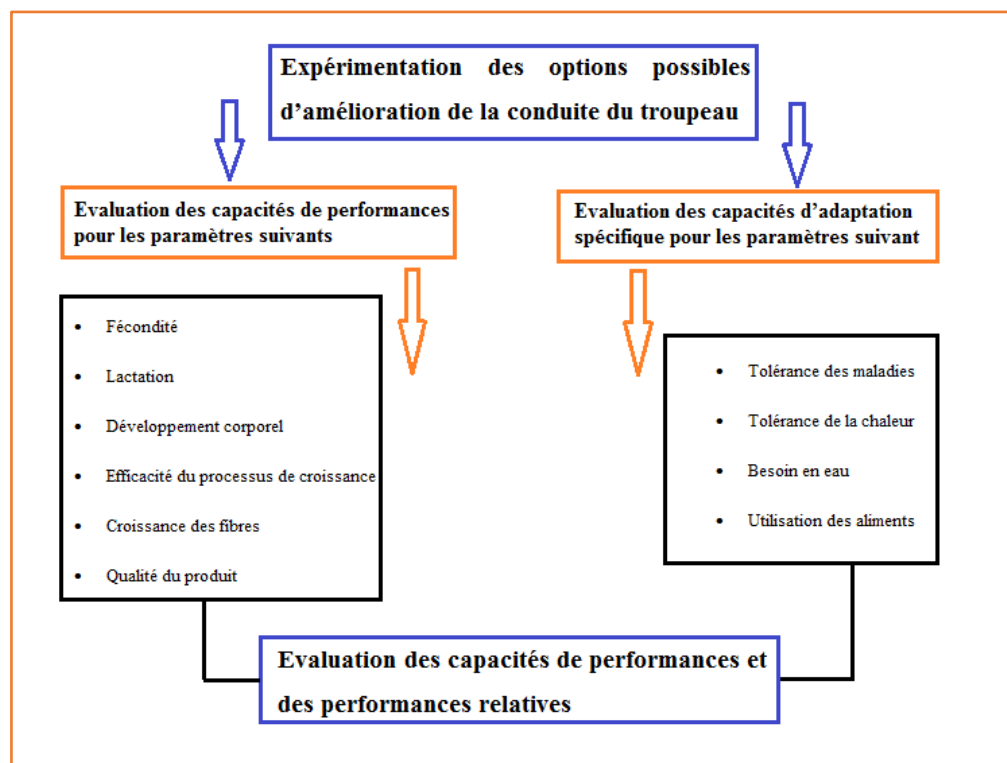 Expérimentation des options possibles
d’amélioration de la conduite du troupeau
Evaluation des capacités de performances
pour les paramètres suivants
Evaluation des capacités d’adaptation
spécifique pour les paramètres suivant
• Fécondité
• Lactation
• Développement corporel
• Efficacité du processus de croissance
• Croissance des fibres
• Qualité du produit
• Tolérance des maladies
• Tolérance de la chaleur
• Besoin en eau
• Utilisation des aliments
Evaluation des capacités de performances et
des performances relatives